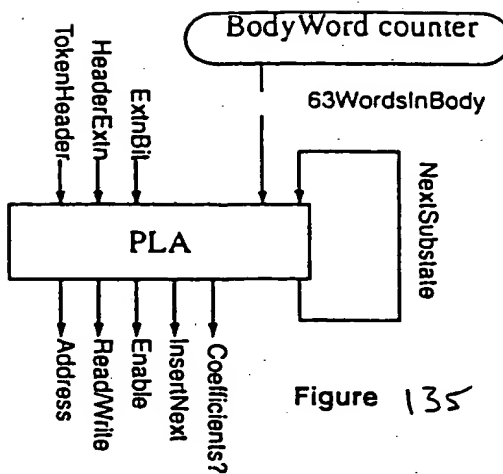 BodyWord counter
63WordsInBody
TokenHeader
HeaderExtn
ExtnBit
NextSubstate
PLA
Address
Read/Write
Enable
InsertNext
Coefficients?
Figure 135